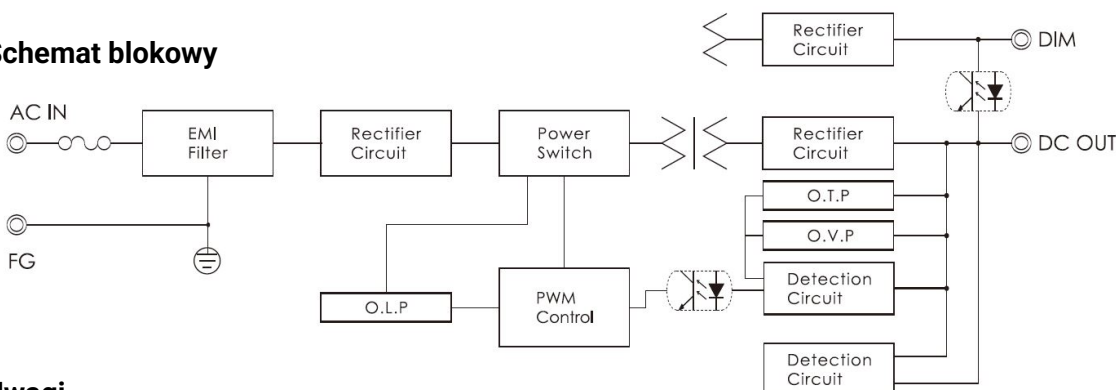 Schemat blokowy
Rectifier
Circuit
DIM
AC IN
EMI
Filter
Rectifier
Circuit
Power
Switch
Rectifier
Circuit
DC OUT
O.T.P
O.V.P
FG
O.L.P
PWM
Control
Detection
Circuit
Detection
Circuit